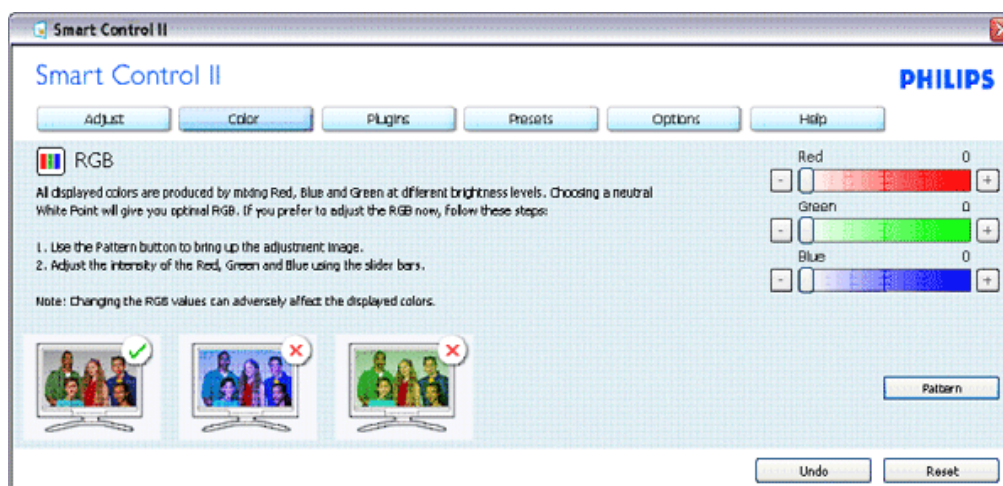 Smart Control II
Smart Control II
PHILIPS
Adjust Color Plugins Presets Options Help
RGB
All displayed colors are produced by mixing Red, Blue and Green at different brightness levels. Choosing a neutral
White Point will give you optimal RGB. If you prefer to adjust the RGB now, follow these steps:
1. Use the Pattern button to bring up the adjustment image.
2. Adjust the intensity of the Red, Green and Blue using the slider bars.
Note: Changing the RGB values can adversely affect the displayed colors.
Red 0
- +
Green 0
- +
Blue 0
- +
Pattern
Undo Reset